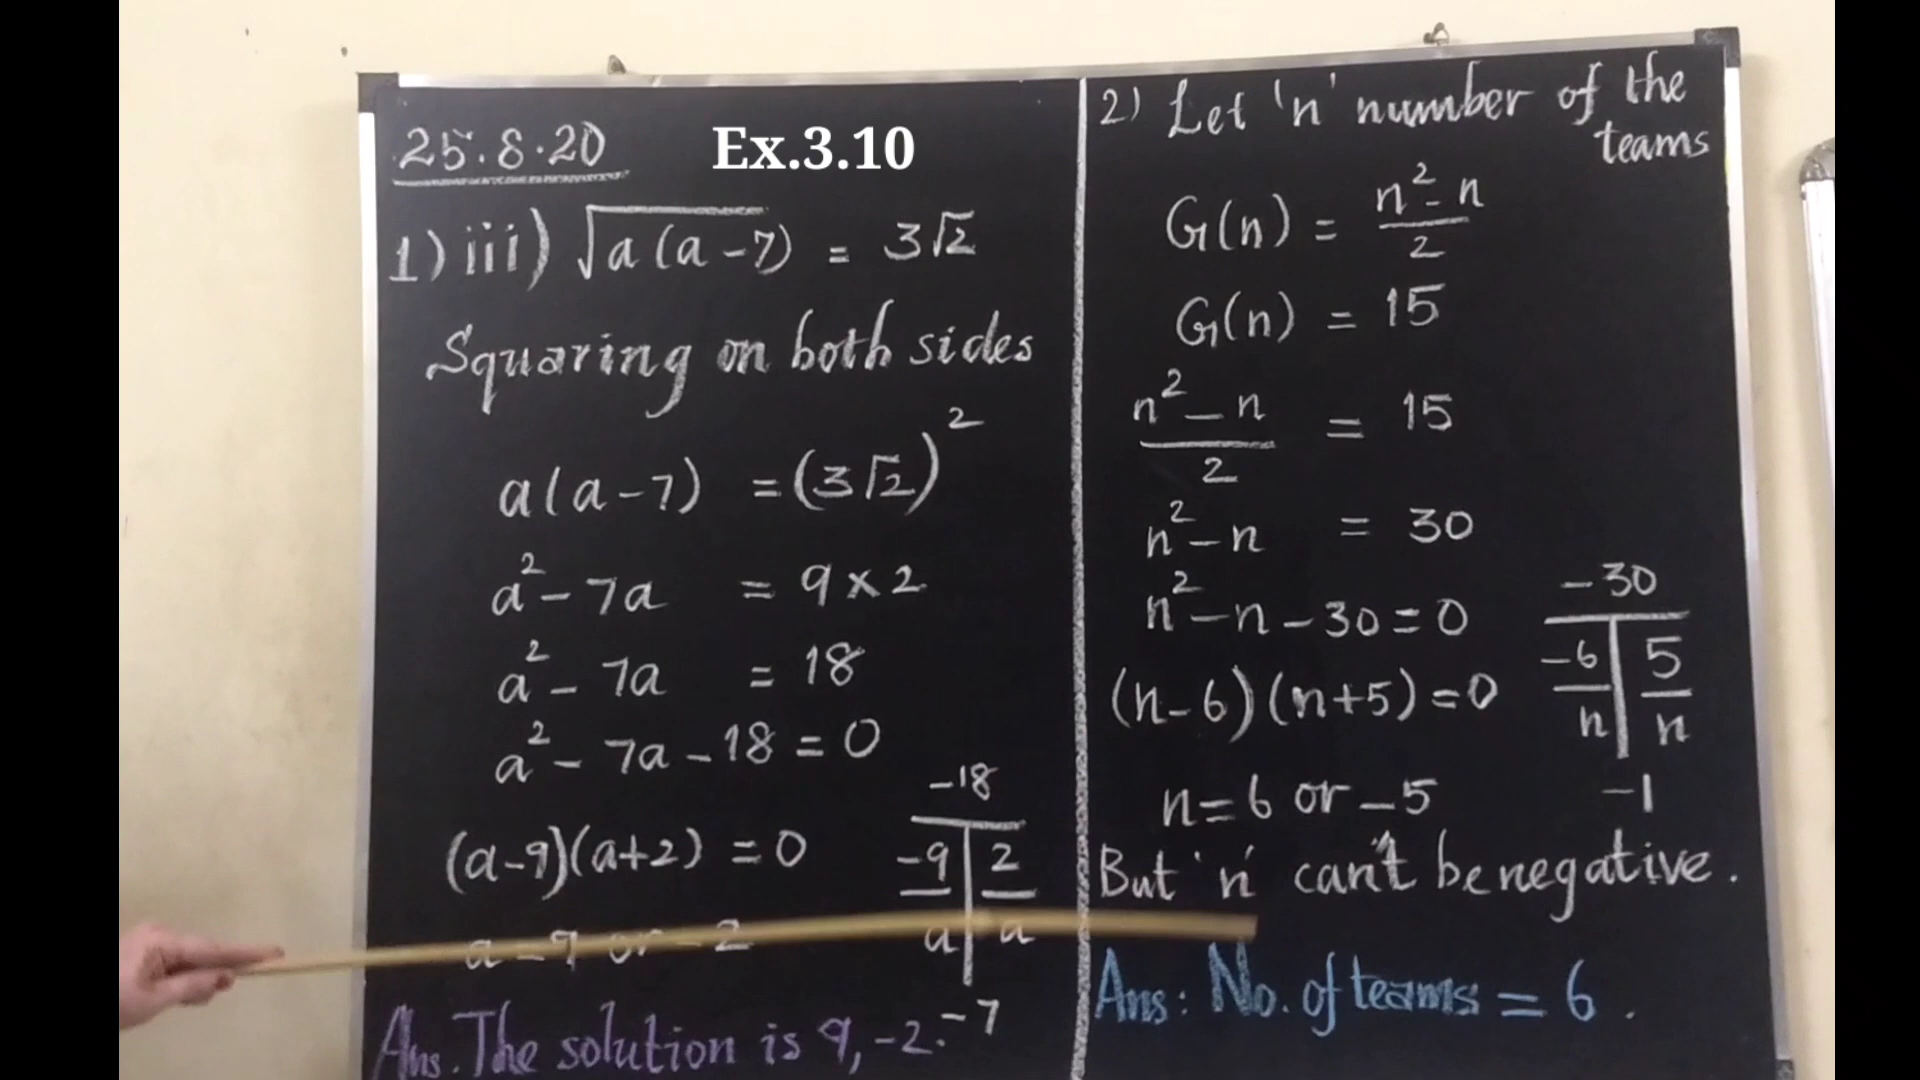 25.8.20 Ex.3.10
1) iii) √a(a-7) = 3√2
Squaring on both sides
a(a-7) = (3√2)²
a² - 7a = 9 × 2
a² - 7a = 18
a² - 7a - 18 = 0
(a-9)(a+2) = 0
a = 9 or -2
-18
-9 | 2
a | a
-7
Ans. The solution is 9, -2.
2) Let 'n' number of the
teams
G(n) = n² - n / 2
G(n) = 15
n² - n / 2 = 15
n² - n = 30
n² - n - 30 = 0
(n-6)(n+5) = 0
-30
-6 | 5
n | n
-1
n = 6 or -5
But 'n' can't be negative.
Ans: No. of teams = 6.